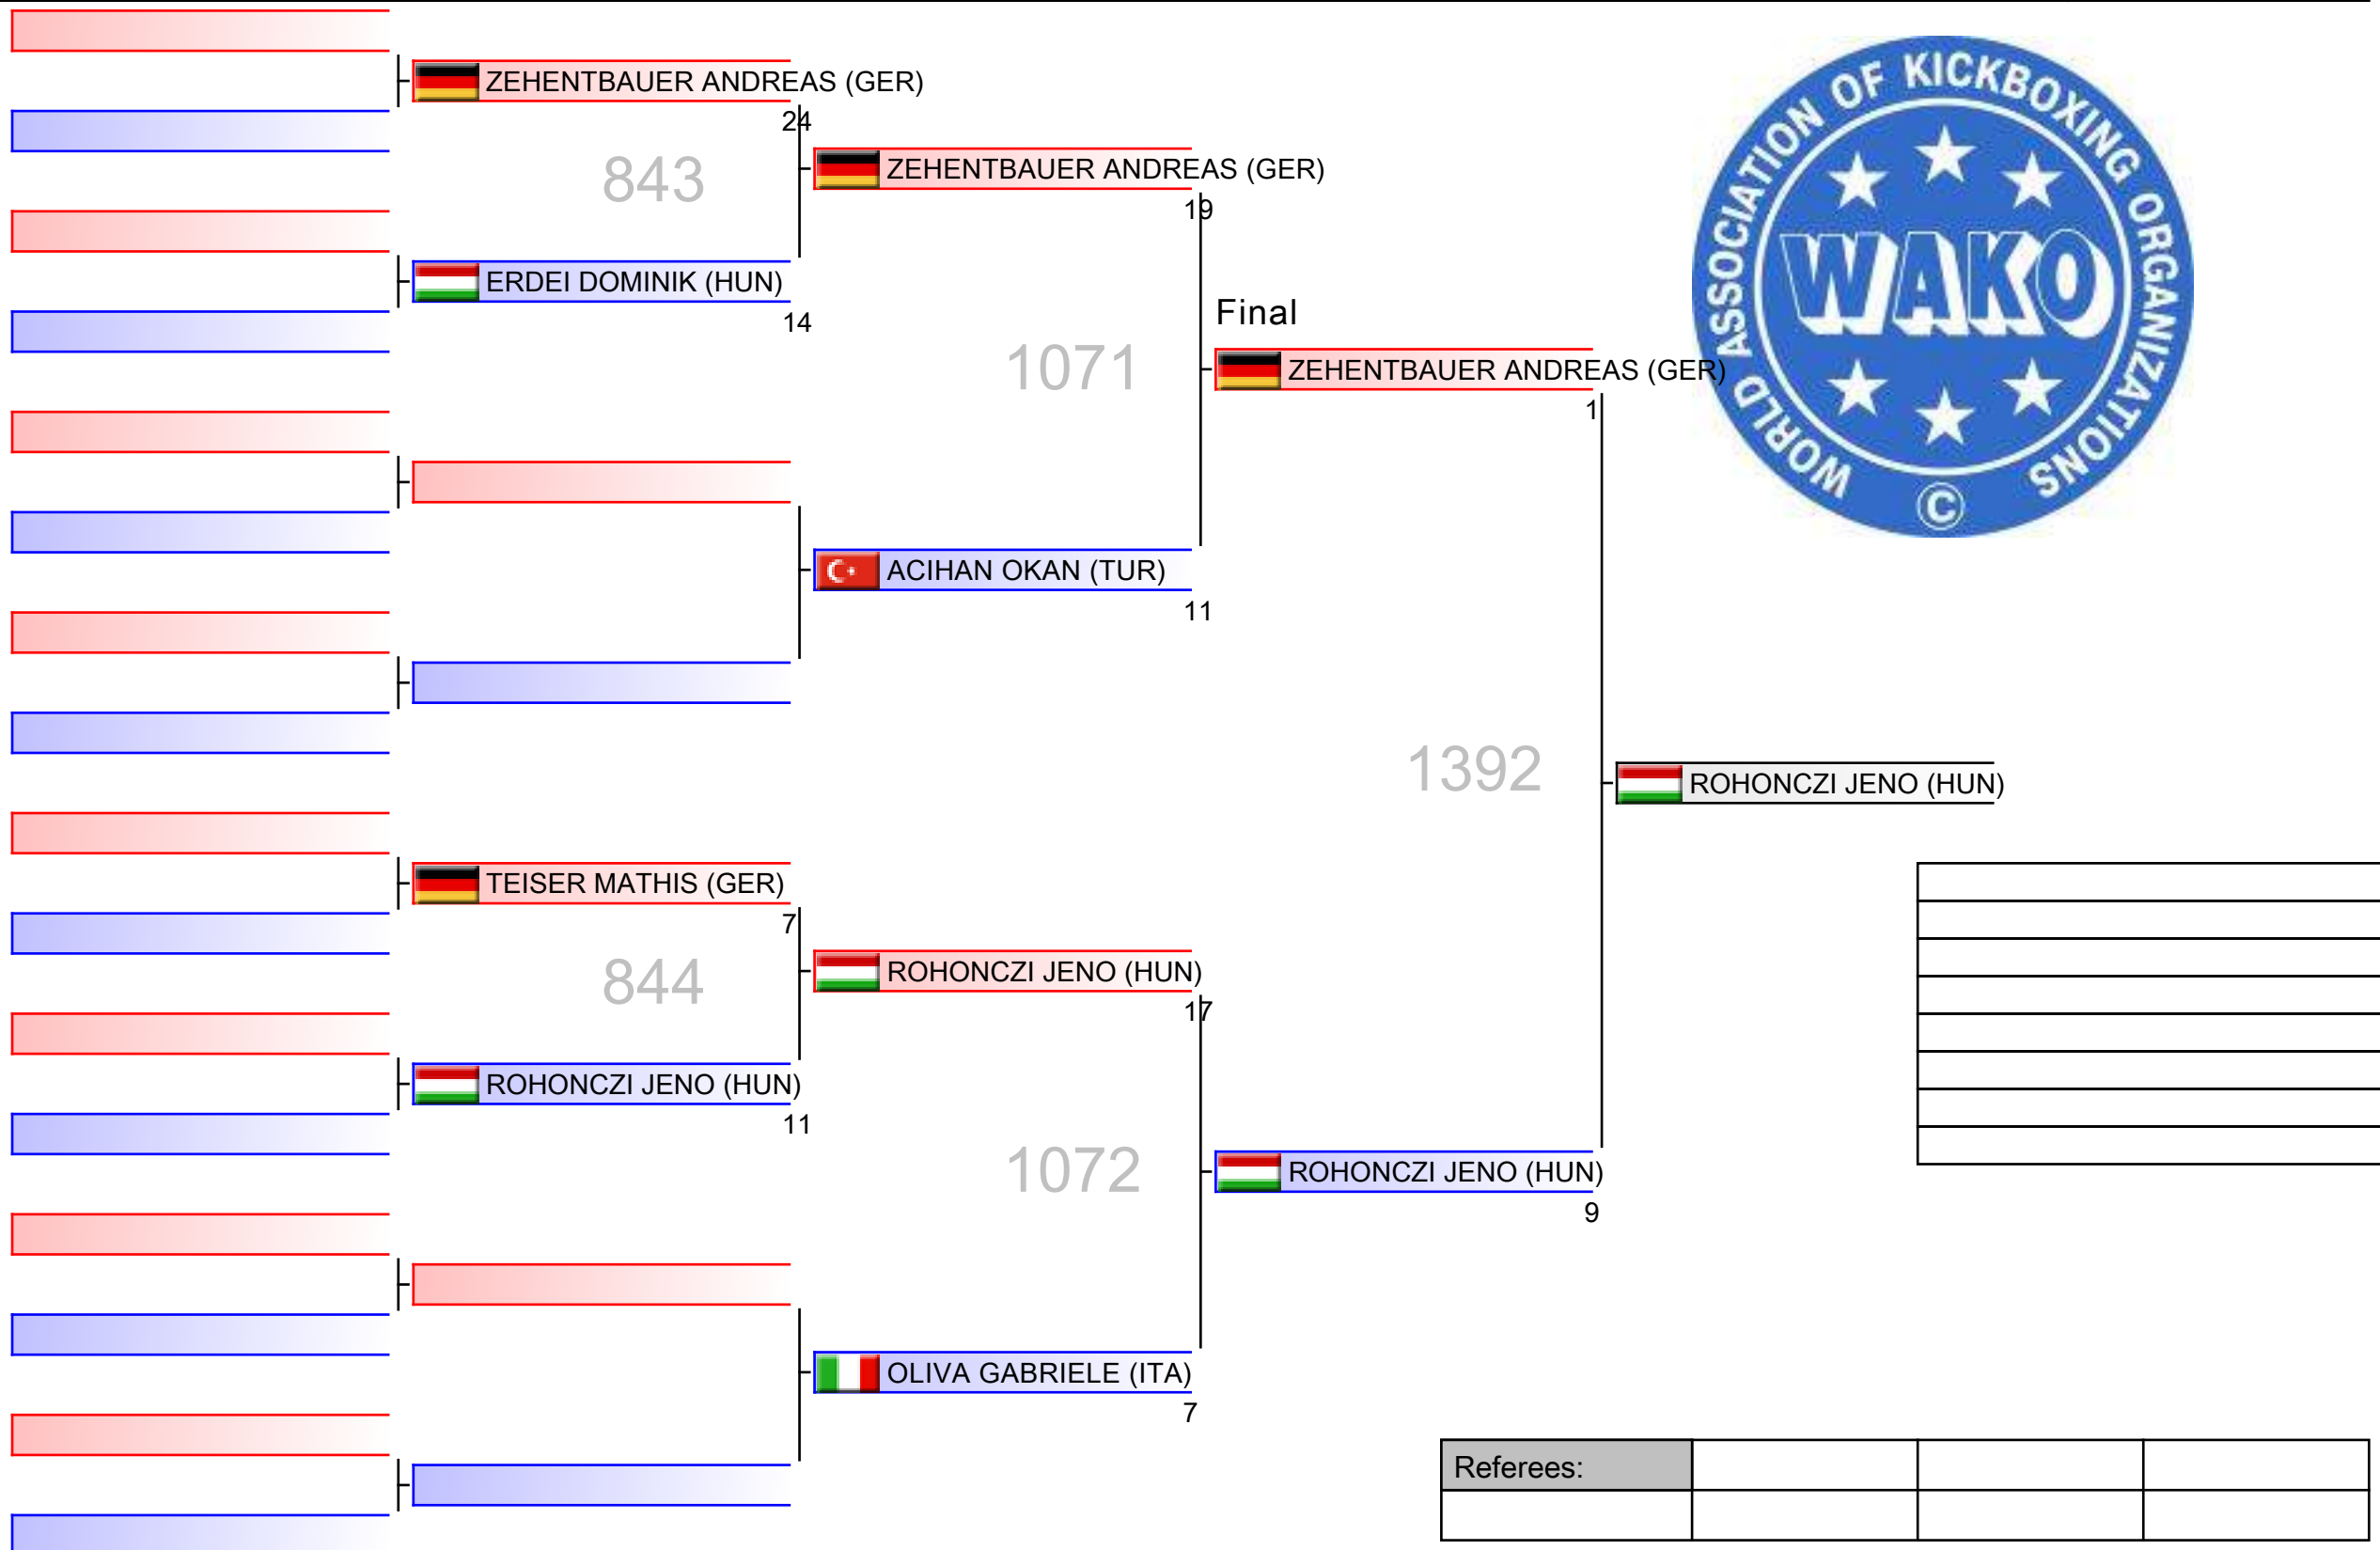 ZEHENTBAUER ANDREAS (GER)
24
843
ZEHENTBAUER ANDREAS (GER)
19
ERDEI DOMINIK (HUN)
14
Final
1071
ZEHENTBAUER ANDREAS (GER)
1
WORLD ASSOCIATION OF KICKBOXING ORGANIZATIONS
WAKO
©
ACIHAN OKAN (TUR)
11
1392
ROHONCZI JENO (HUN)
TEISER MATHIS (GER)
7
844
ROHONCZI JENO (HUN)
17
ROHONCZI JENO (HUN)
11
1072
ROHONCZI JENO (HUN)
9
OLIVA GABRIELE (ITA)
7
Referees: